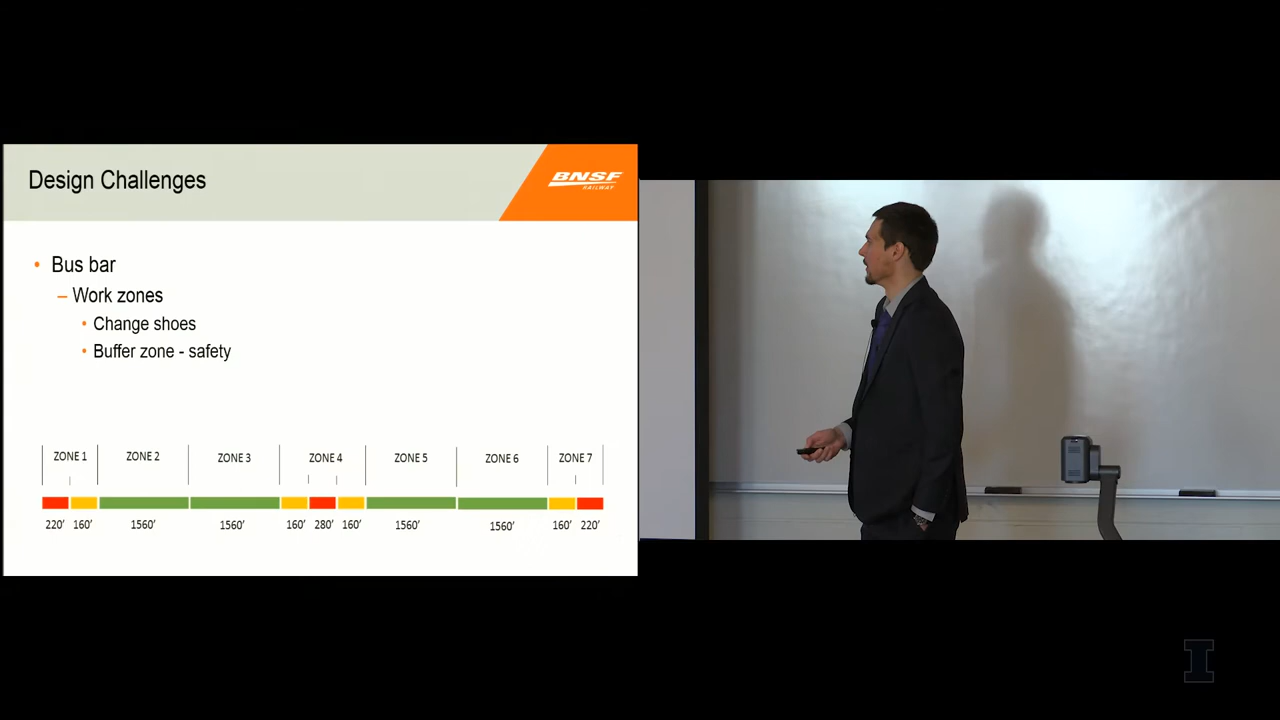 Design Challenges
BNSF
RAILWAY
• Bus bar
– Work zones
• Change shoes
• Buffer zone - safety
ZONE 1 ZONE 2 ZONE 3 ZONE 4 ZONE 5 ZONE 6 ZONE 7
220' 160' 1560' 1560' 160' 280' 160' 1560' 1560' 160' 220'
I